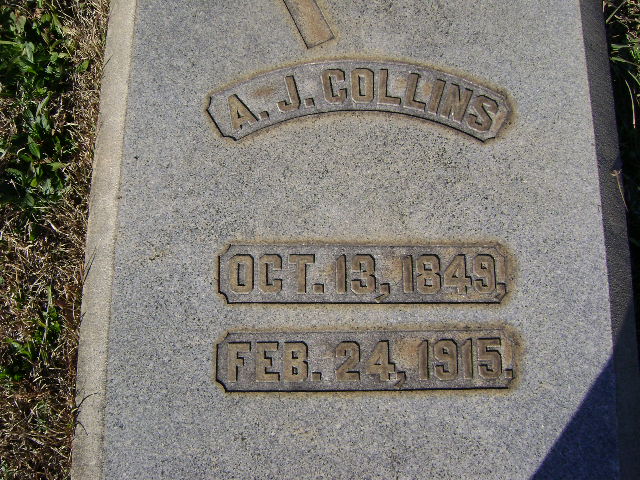 A. J. COLLINS
OCT. 13, 1849.
FEB. 24, 1915.